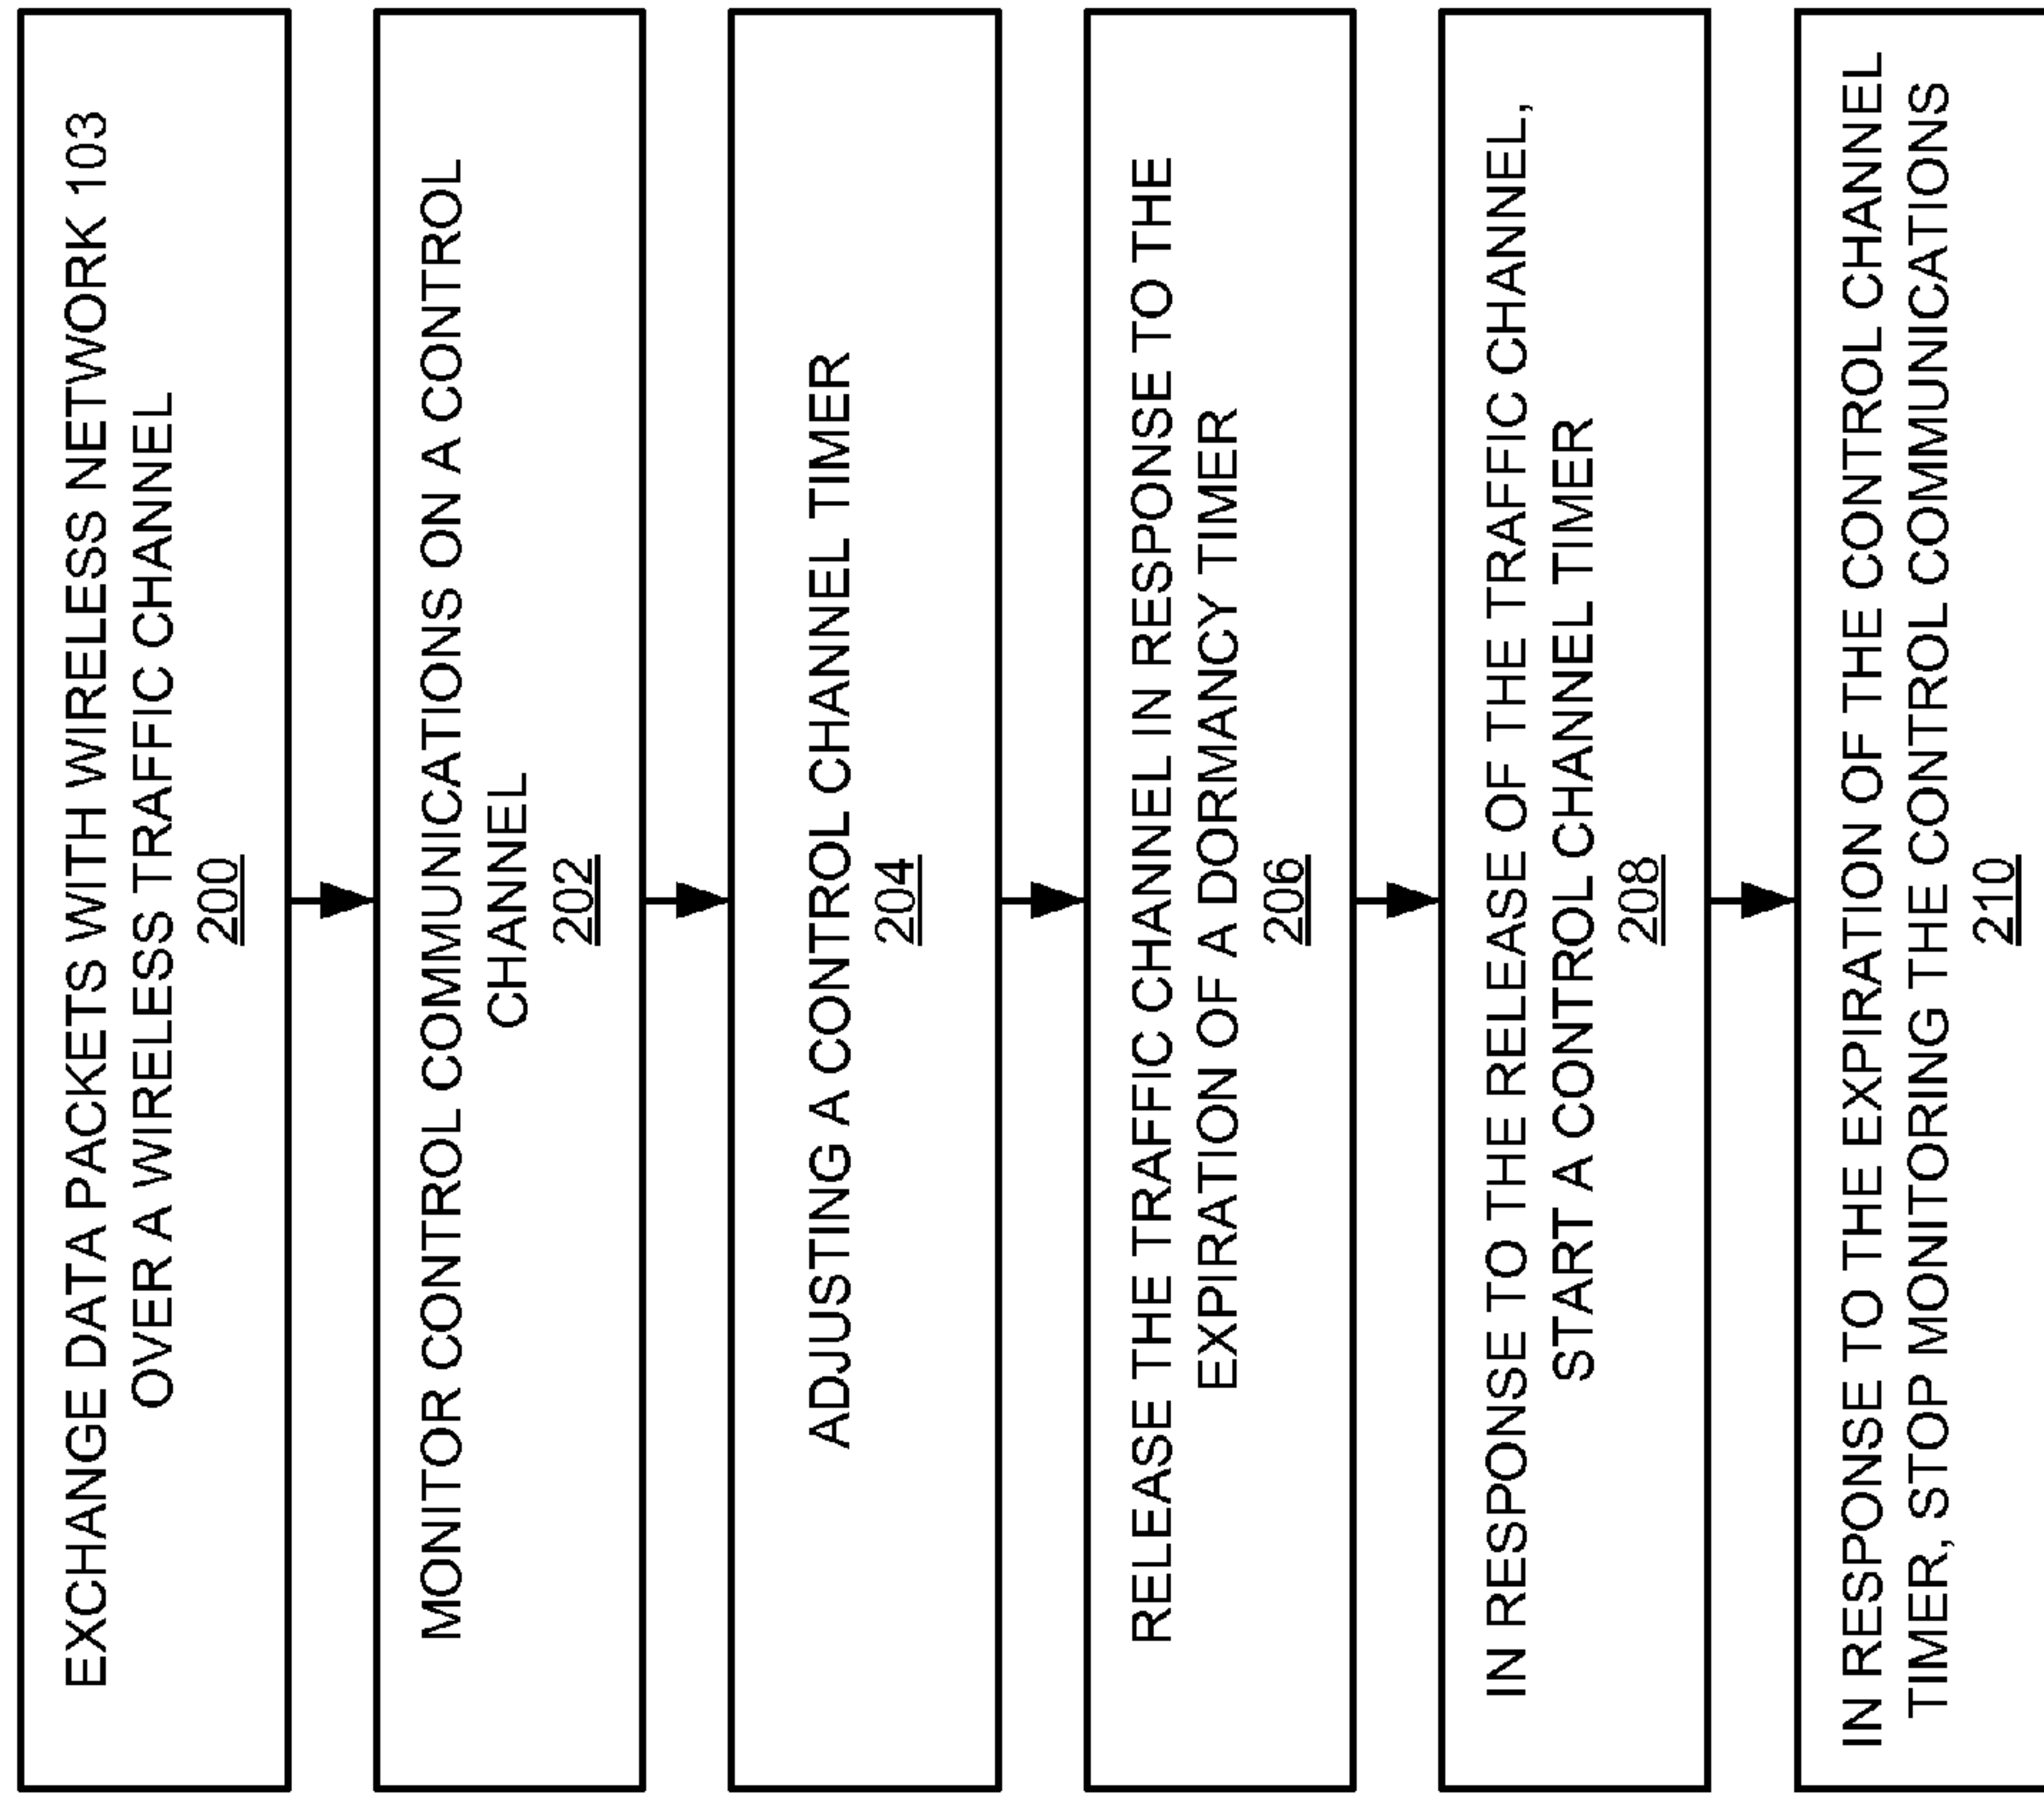 EXCHANGE DATA PACKETS WITH WIRELESS NETWORK 103
OVER A WIRELESS TRAFFIC CHANNEL
200
MONITOR CONTROL COMMUNICATIONS ON A CONTROL
CHANNEL
202
ADJUSTING A CONTROL CHANNEL TIMER
204
RELEASE THE TRAFFIC CHANNEL IN RESPONSE TO THE
EXPIRATION OF A DORMANCY TIMER
206
IN RESPONSE TO THE RELEASE OF THE TRAFFIC CHANNEL,
START A CONTROL CHANNEL TIMER
208
IN RESPONSE TO THE EXPIRATION OF THE CONTROL CHANNEL
TIMER, STOP MONITORING THE CONTROL COMMUNICATIONS
210